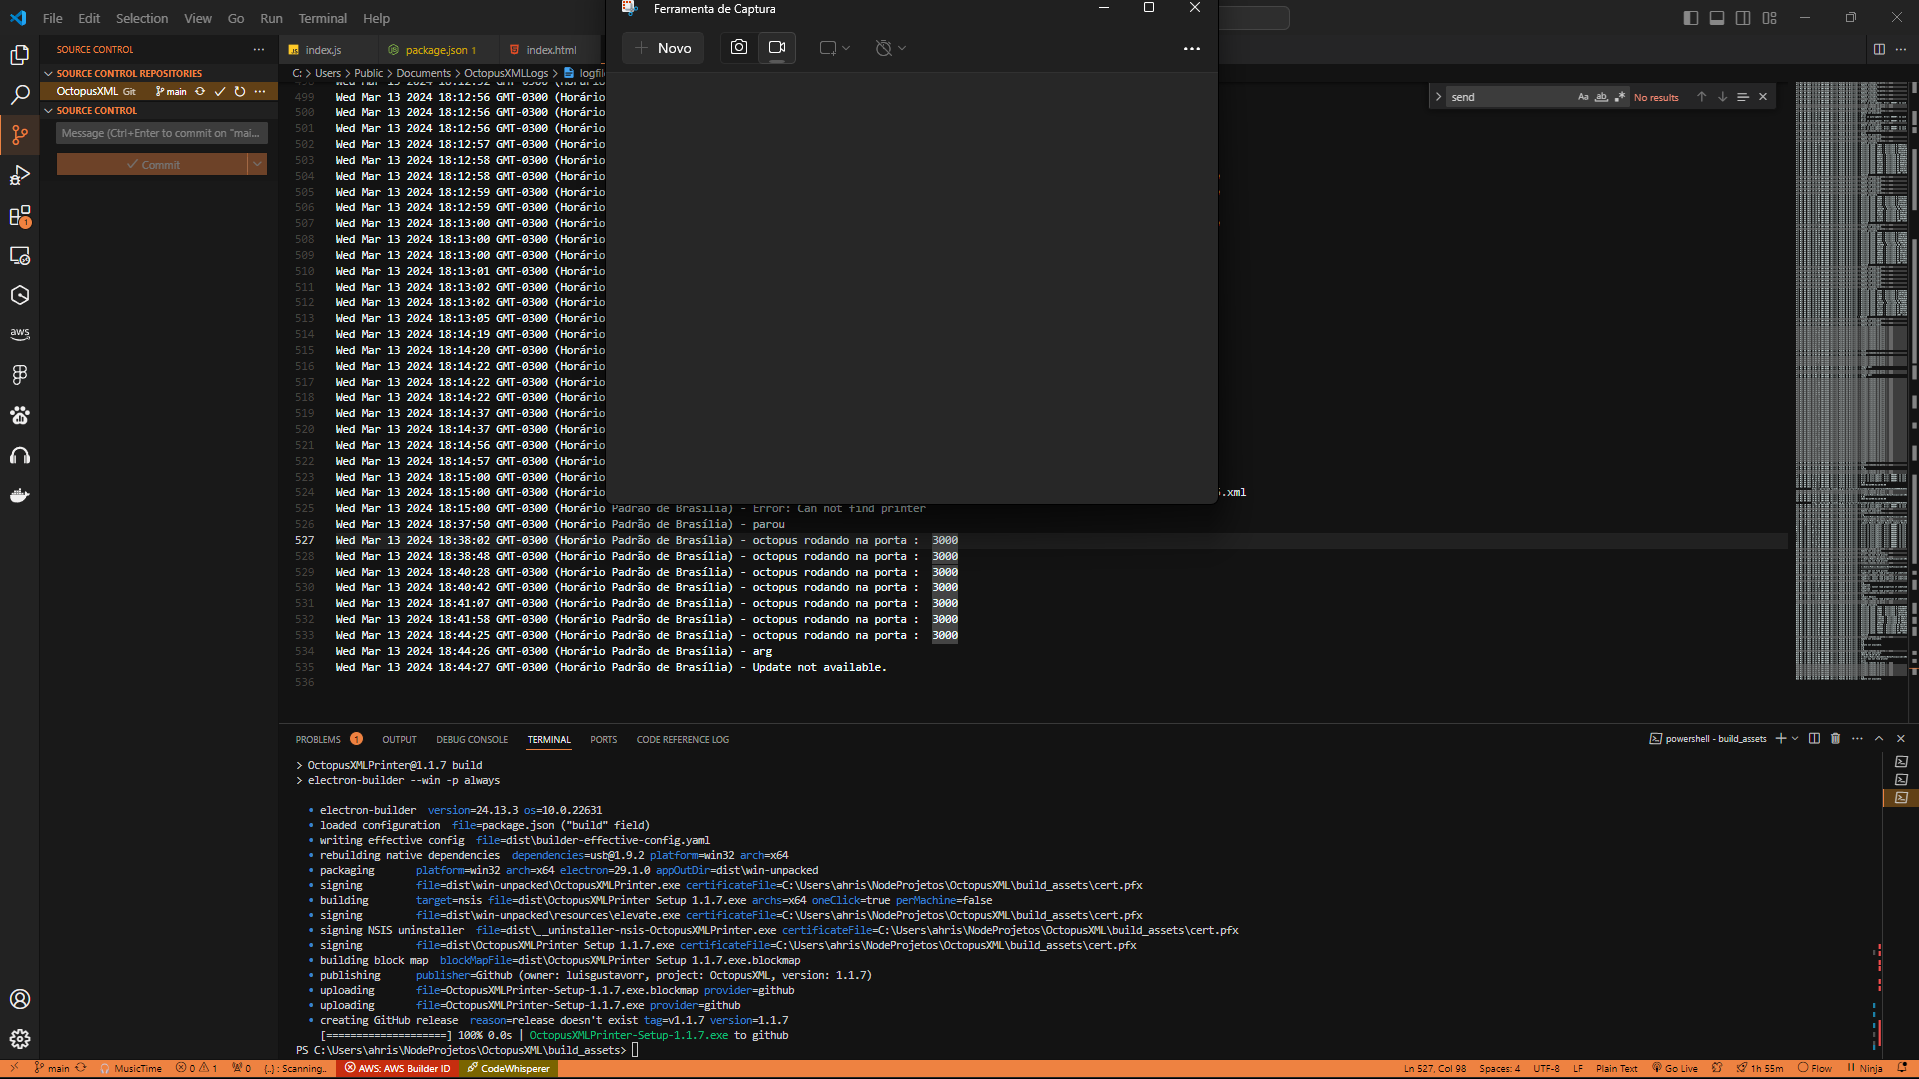 File Edit Selection View Go Run Terminal Help
Ferramenta de Captura
Novo
SOURCE CONTROL
SOURCE CONTROL REPOSITORIES
OctopusXML Git main
SOURCE CONTROL
Message (Ctrl+Enter to commit on "mai...
Commit
index.js
package.json 1
index.html
C: > Users > Public > Documents > OctopusXMLLogs > logfile
send
Aa ab .*
No results
499 Wed Mar 13 2024 18:12:56 GMT-0300 (Horário
500 Wed Mar 13 2024 18:12:56 GMT-0300 (Horário
501 Wed Mar 13 2024 18:12:56 GMT-0300 (Horário
502 Wed Mar 13 2024 18:12:57 GMT-0300 (Horário
503 Wed Mar 13 2024 18:12:58 GMT-0300 (Horário
504 Wed Mar 13 2024 18:12:58 GMT-0300 (Horário
505 Wed Mar 13 2024 18:12:59 GMT-0300 (Horário
506 Wed Mar 13 2024 18:12:59 GMT-0300 (Horário
507 Wed Mar 13 2024 18:13:00 GMT-0300 (Horário
508 Wed Mar 13 2024 18:13:00 GMT-0300 (Horário
509 Wed Mar 13 2024 18:13:00 GMT-0300 (Horário
510 Wed Mar 13 2024 18:13:01 GMT-0300 (Horário
511 Wed Mar 13 2024 18:13:02 GMT-0300 (Horário
512 Wed Mar 13 2024 18:13:02 GMT-0300 (Horário
513 Wed Mar 13 2024 18:13:05 GMT-0300 (Horário
514 Wed Mar 13 2024 18:14:19 GMT-0300 (Horário
515 Wed Mar 13 2024 18:14:20 GMT-0300 (Horário
516 Wed Mar 13 2024 18:14:22 GMT-0300 (Horário
517 Wed Mar 13 2024 18:14:22 GMT-0300 (Horário
518 Wed Mar 13 2024 18:14:22 GMT-0300 (Horário
519 Wed Mar 13 2024 18:14:37 GMT-0300 (Horário
520 Wed Mar 13 2024 18:14:37 GMT-0300 (Horário
521 Wed Mar 13 2024 18:14:56 GMT-0300 (Horário
522 Wed Mar 13 2024 18:14:57 GMT-0300 (Horário
523 Wed Mar 13 2024 18:15:00 GMT-0300 (Horário
524 Wed Mar 13 2024 18:15:00 GMT-0300 (Horário .xml
525 Wed Mar 13 2024 18:15:00 GMT-0300 (Horário Padrão de Brasília) - Error: Can not find printer
526 Wed Mar 13 2024 18:37:50 GMT-0300 (Horário Padrão de Brasília) - parou
527 Wed Mar 13 2024 18:38:02 GMT-0300 (Horário Padrão de Brasília) - octopus rodando na porta : 3000
528 Wed Mar 13 2024 18:38:48 GMT-0300 (Horário Padrão de Brasília) - octopus rodando na porta : 3000
529 Wed Mar 13 2024 18:40:28 GMT-0300 (Horário Padrão de Brasília) - octopus rodando na porta : 3000
530 Wed Mar 13 2024 18:40:42 GMT-0300 (Horário Padrão de Brasília) - octopus rodando na porta : 3000
531 Wed Mar 13 2024 18:41:07 GMT-0300 (Horário Padrão de Brasília) - octopus rodando na porta : 3000
532 Wed Mar 13 2024 18:41:58 GMT-0300 (Horário Padrão de Brasília) - octopus rodando na porta : 3000
533 Wed Mar 13 2024 18:44:25 GMT-0300 (Horário Padrão de Brasília) - octopus rodando na porta : 3000
534 Wed Mar 13 2024 18:44:26 GMT-0300 (Horário Padrão de Brasília) - arg
535 Wed Mar 13 2024 18:44:27 GMT-0300 (Horário Padrão de Brasília) - Update not available.
536
aws
PROBLEMS 1 OUTPUT DEBUG CONSOLE TERMINAL PORTS CODE REFERENCE LOG
powershell - build_assets
> OctopusXMLPrinter@1.1.7 build
> electron-builder --win -p always
• electron-builder version=24.13.3 os=10.0.22631
• loaded configuration file=package.json ("build" field)
• writing effective config file=dist\builder-effective-config.yaml
• rebuilding native dependencies dependencies=usb@1.9.2 platform=win32 arch=x64
• packaging platform=win32 arch=x64 electron=29.1.0 appOutDir=dist\win-unpacked
• signing file=dist\win-unpacked\OctopusXMLPrinter.exe certificateFile=C:\Users\ahris\NodeProjetos\OctopusXML\build_assets\cert.pfx
• building target=nsis file=dist\OctopusXMLPrinter Setup 1.1.7.exe archs=x64 oneClick=true perMachine=false
• signing file=dist\win-unpacked\resources\elevate.exe certificateFile=C:\Users\ahris\NodeProjetos\OctopusXML\build_assets\cert.pfx
• signing NSIS uninstaller file=dist\__uninstaller-nsis-OctopusXMLPrinter.exe certificateFile=C:\Users\ahris\NodeProjetos\OctopusXML\build_assets\cert.pfx
• signing file=dist\OctopusXMLPrinter Setup 1.1.7.exe certificateFile=C:\Users\ahris\NodeProjetos\OctopusXML\build_assets\cert.pfx
• building block map blockMapFile=dist\OctopusXMLPrinter Setup 1.1.7.exe.blockmap
• publishing publisher=Github (owner: luisgustavorr, project: OctopusXML, version: 1.1.7)
• uploading file=OctopusXMLPrinter-Setup-1.1.7.exe.blockmap provider=github
• uploading file=OctopusXMLPrinter-Setup-1.1.7.exe provider=github
• creating GitHub release reason=release doesn't exist tag=v1.1.7 version=1.1.7
[====================] 100% 0.0s | OctopusXMLPrinter-Setup-1.1.7.exe to github
PS C:\Users\ahris\NodeProjetos\OctopusXML\build_assets>
main MusicTime 0 1 0 {..} : Scanning.. AWS: AWS Builder ID CodeWhisperer
Ln 527, Col 98 Spaces: 4 UTF-8 LF Plain Text Go Live 1h 55m Flow Ninja